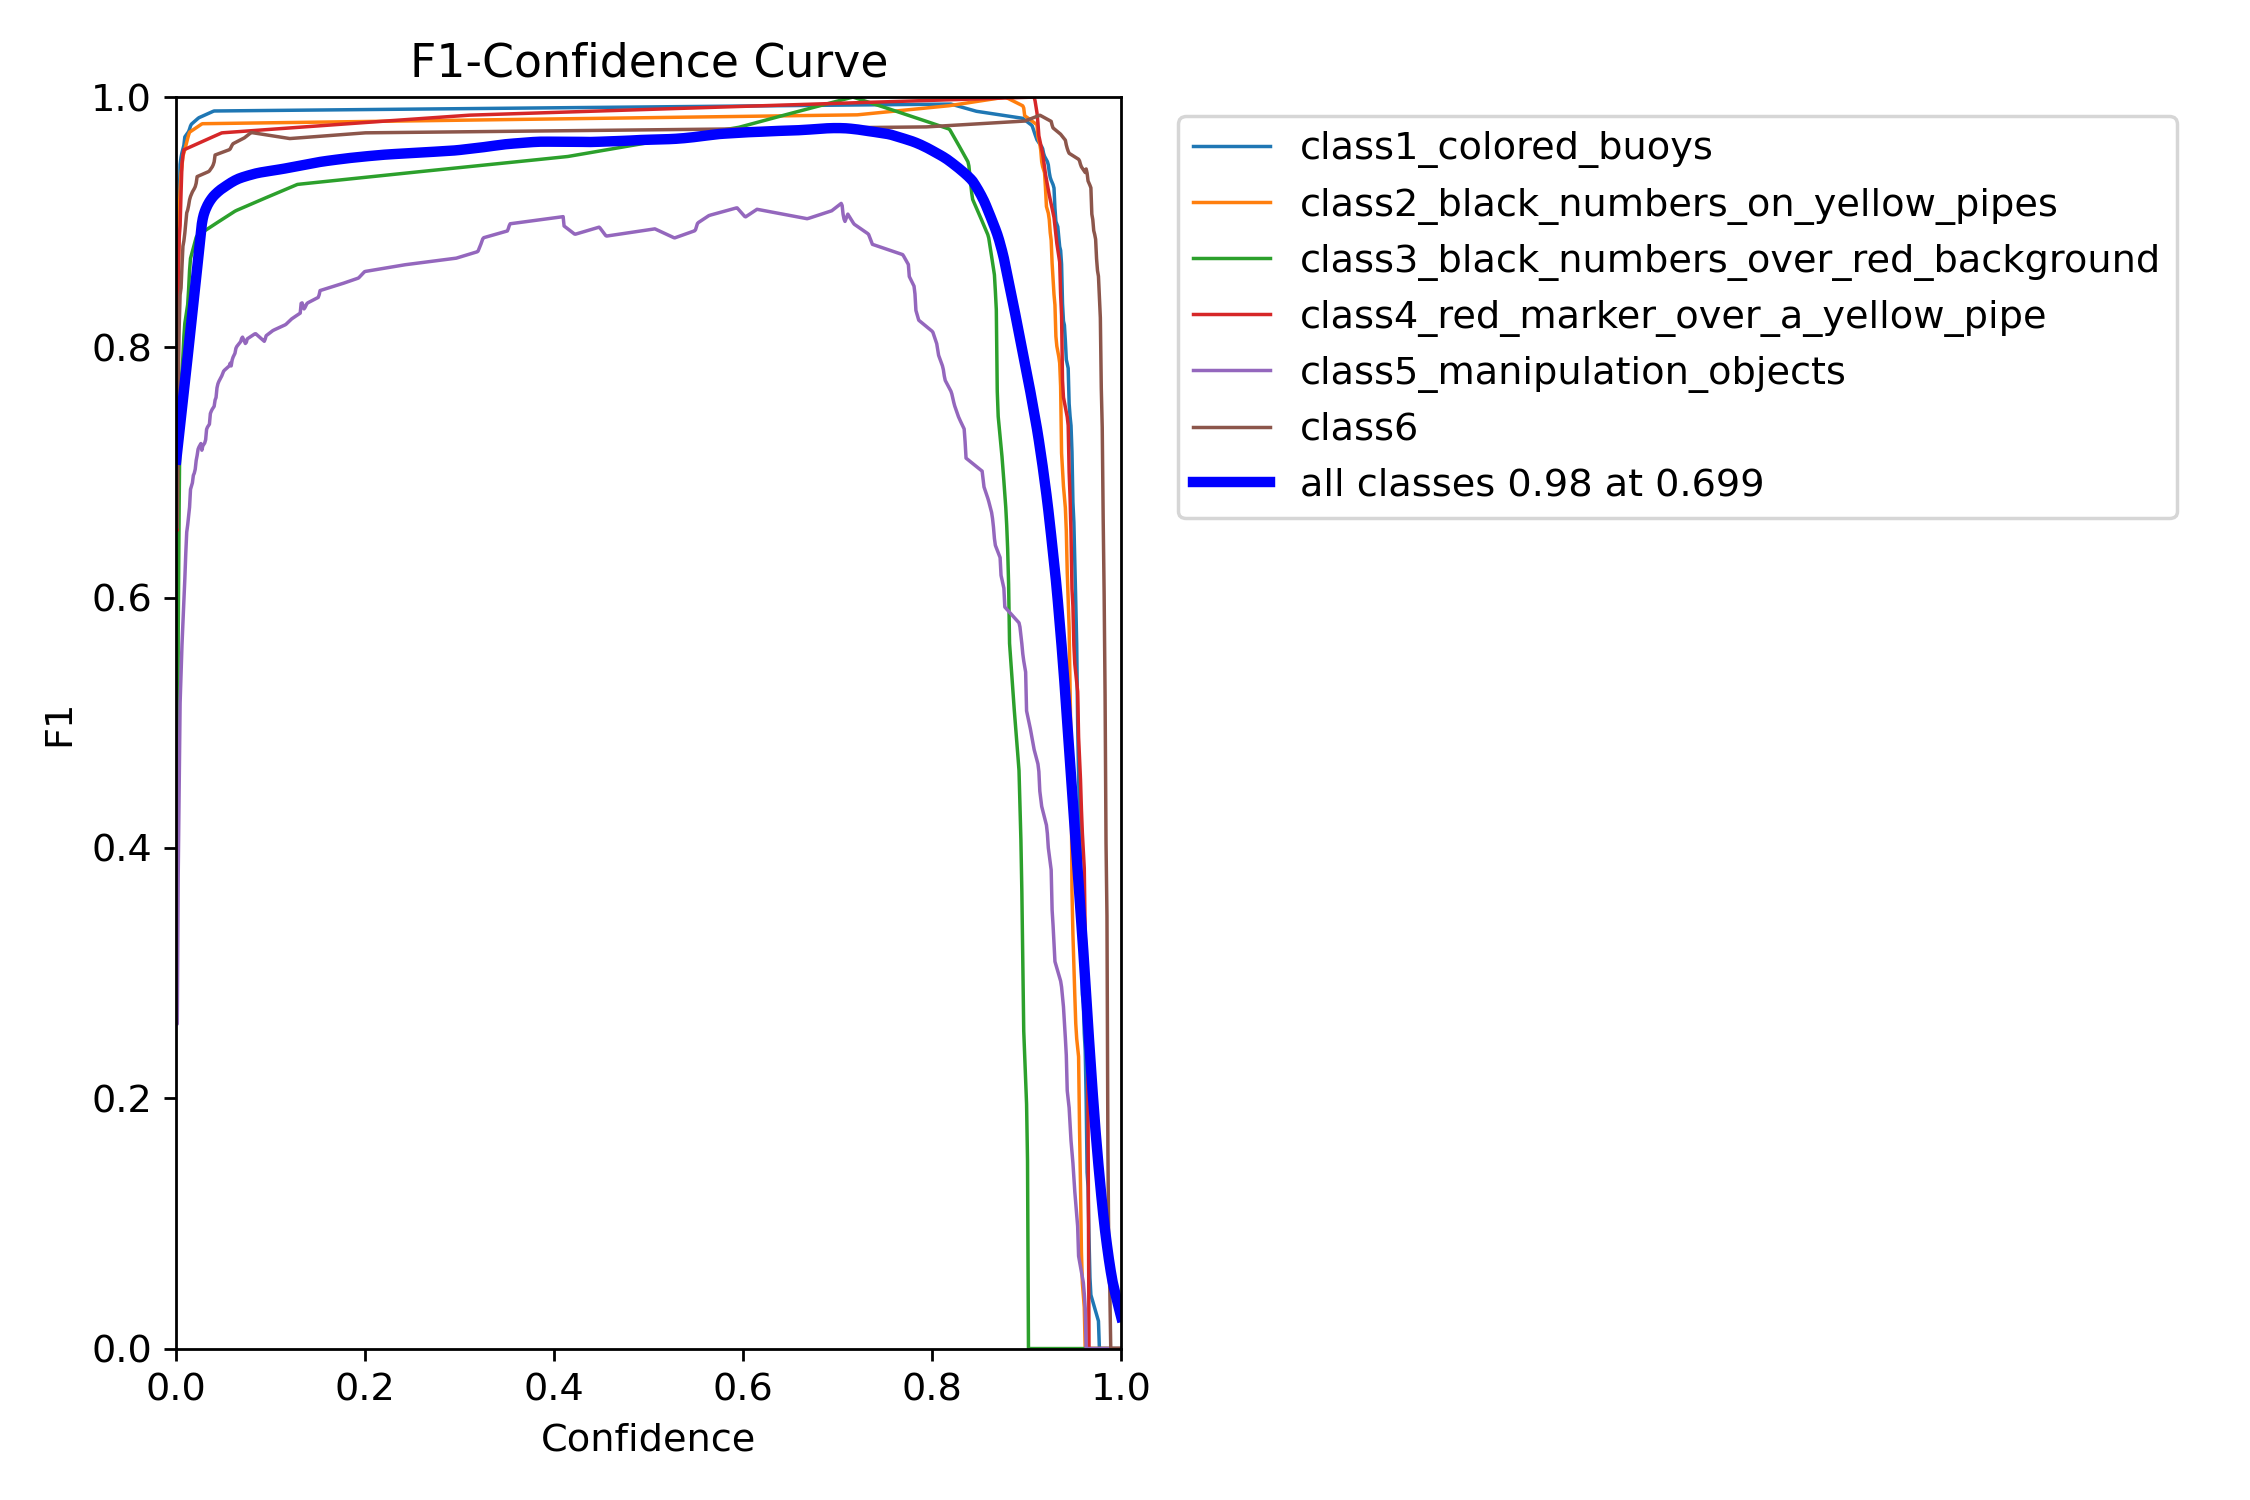 F1-Confidence Curve
1.0
0.8
0.6
0.4
0.2
0.0
F1
0.0 0.2 0.4 0.6 0.8 1.0
Confidence
class1_colored_buoys
class2_black_numbers_on_yellow_pipes
class3_black_numbers_over_red_background
class4_red_marker_over_a_yellow_pipe
class5_manipulation_objects
class6
all classes 0.98 at 0.699